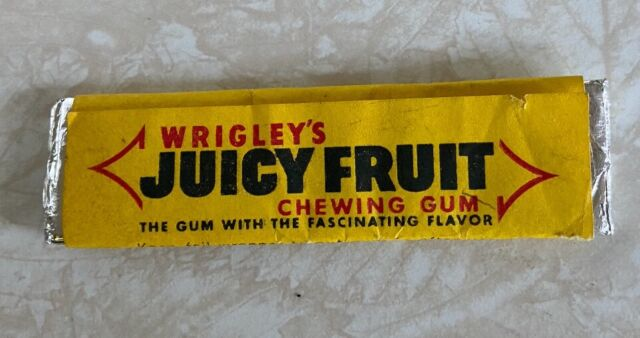 WRIGLEY'S
JUICY FRUIT
CHEWING GUM
THE GUM WITH THE FASCINATING FLAVOR